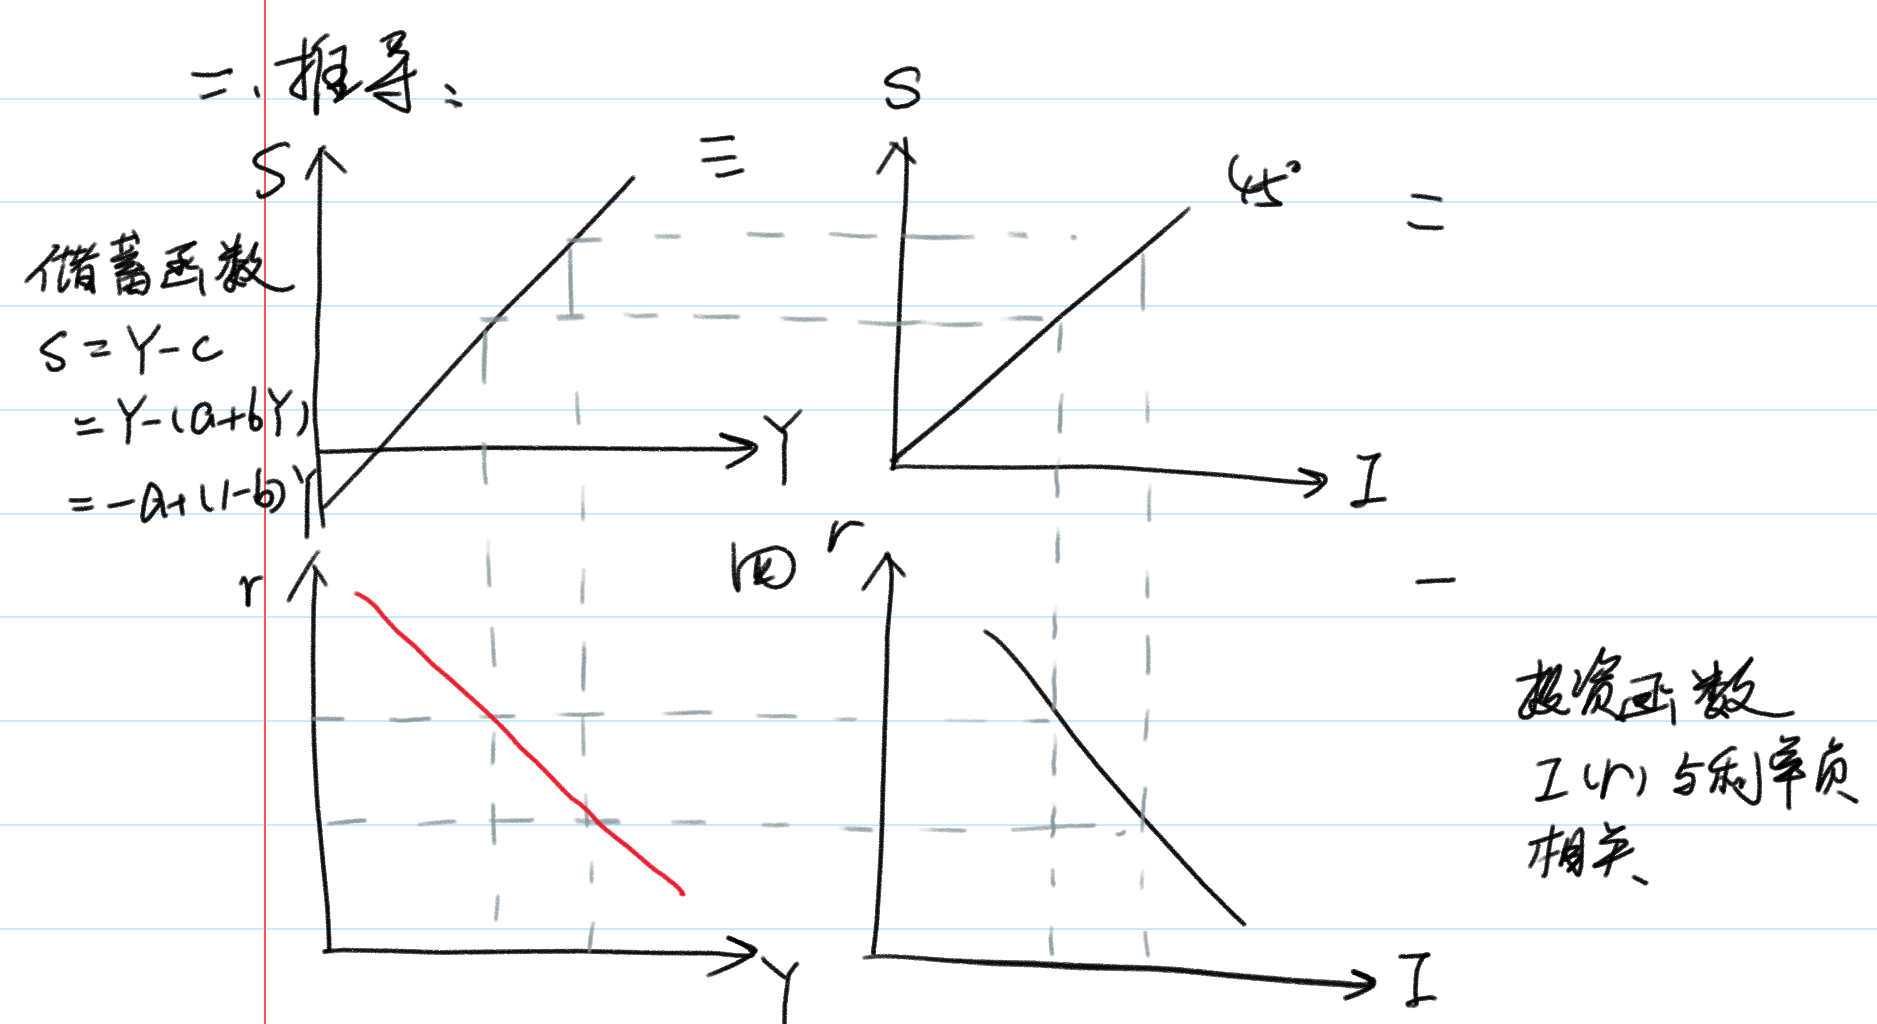 二.推导、
S
三
S
45°
二
储蓄函数
S=Y-c
=Y-(a+bY)
=-a+(1-b)Y
Y
I
r
四
r
一
投资函数
I(r)与利率负
相关、
Y
I